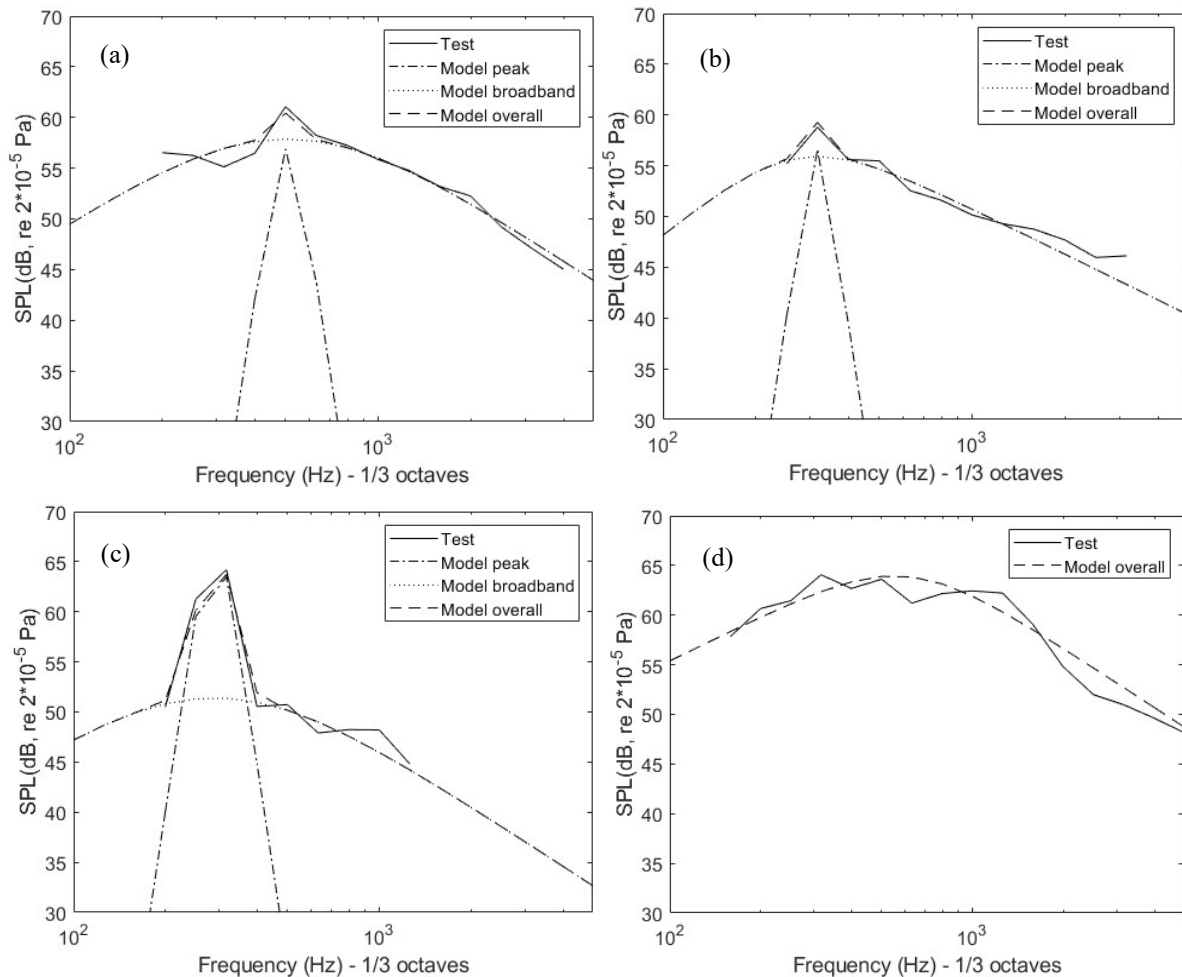 (a)
Test
Model peak
Model broadband
Model overall
70
65
60
55
50
45
40
35
30
SPL(dB, re 2*10^-5 Pa)
10^2
10^3
Frequency (Hz) - 1/3 octaves
(b)
Test
Model peak
Model broadband
Model overall
70
65
60
55
50
45
40
35
30
SPL(dB, re 2*10^-5 Pa)
10^2
10^3
Frequency (Hz) - 1/3 octaves
(c)
Test
Model peak
Model broadband
Model overall
70
65
60
55
50
45
40
35
30
SPL(dB, re 2*10^-5 Pa)
10^2
10^3
Frequency (Hz) - 1/3 octaves
(d)
Test
Model overall
70
65
60
55
50
45
40
35
30
SPL(dB, re 2*10^-5 Pa)
10^2
10^3
Frequency (Hz) - 1/3 octaves